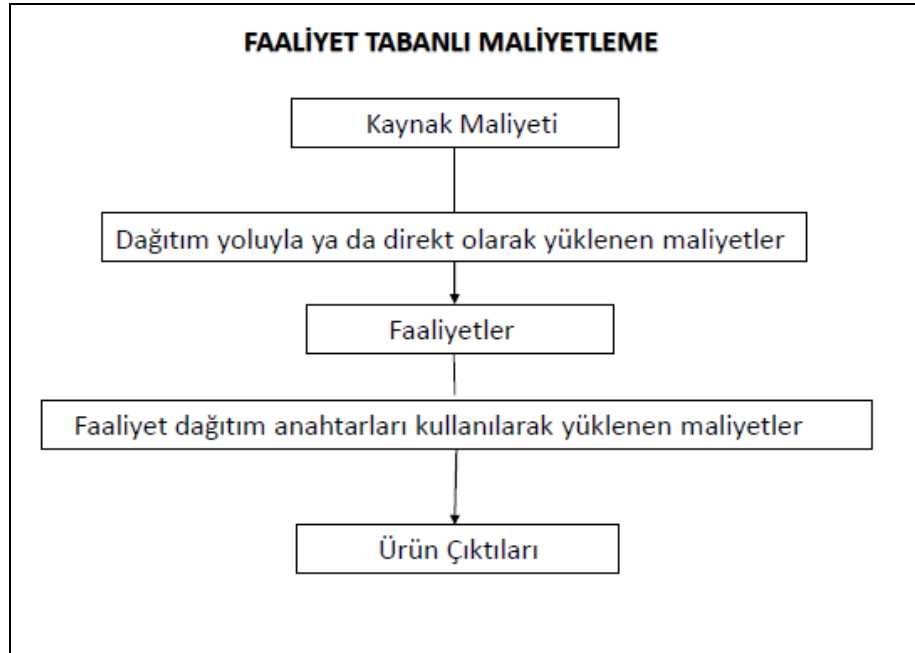 FAALİYET TABANLI MALİYETLEME
Kaynak Maliyeti
Dağıtım yoluyla ya da direkt olarak yüklenen maliyetler
Faaliyetler
Faaliyet dağıtım anahtarları kullanılarak yüklenen maliyetler
Ürün Çıktıları